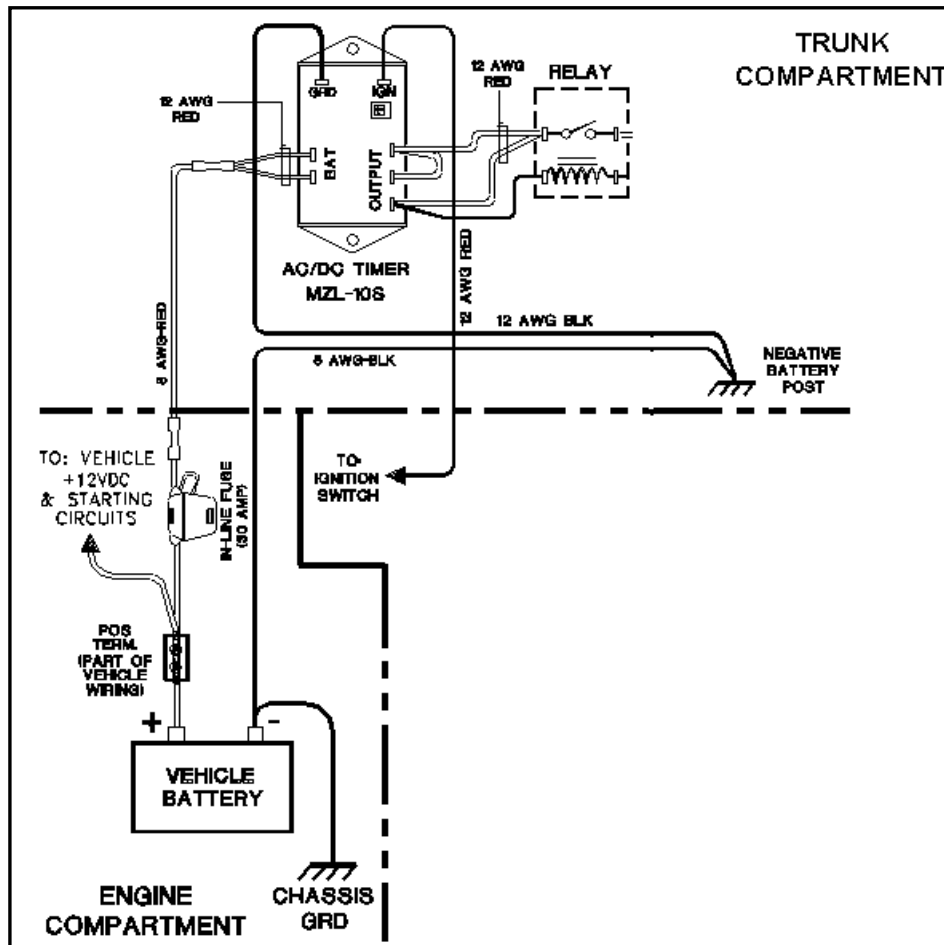 TRUNK
COMPARTMENT
RELAY
12 AWG
RED
12 AWG
RED
GRD
IGN
BAT
OUTPUT
AC/DC TIMER
MZL-10S
12 AWG RED
12 AWG BLK
8 AWG-BLK
8 AWG-RED
NEGATIVE
BATTERY
POST
TO: VEHICLE
+12VDC
& STARTING
CIRCUITS
IN-LINE FUSE
(30 AMP)
TO:
IGNITION
SWITCH
POS
TERM.
(PART OF
VEHICLE
WIRING)
+
-
VEHICLE
BATTERY
CHASSIS
GRD
ENGINE
COMPARTMENT